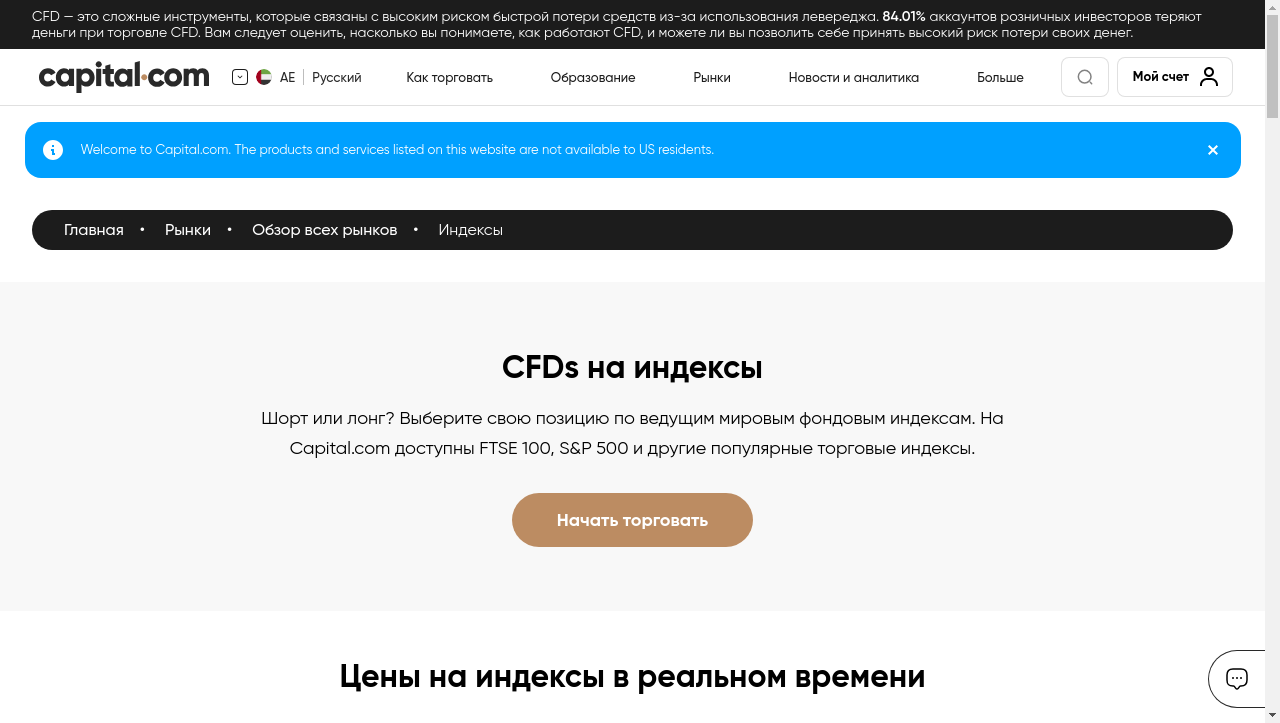 CFD — это сложные инструменты, которые связаны с высоким риском быстрой потери средств из-за использования левереджа. 84.01% аккаунтов розничных инвесторов теряют
деньги при торговле CFD. Вам следует оценить, насколько вы понимаете, как работают CFD, и можете ли вы позволить себе принять высокий риск потери своих денег.
capital.com AE Русский Как торговать Образование Рынки Новости и аналитика Больше Мой счет
Welcome to Capital.com. The products and services listed on this website are not available to US residents.
Главная • Рынки • Обзор всех рынков • Индексы
CFDs на индексы
Шорт или лонг? Выберите свою позицию по ведущим мировым фондовым индексам. На
Capital.com доступны FTSE 100, S&P 500 и другие популярные торговые индексы.
Начать торговать
Цены на индексы в реальном времени